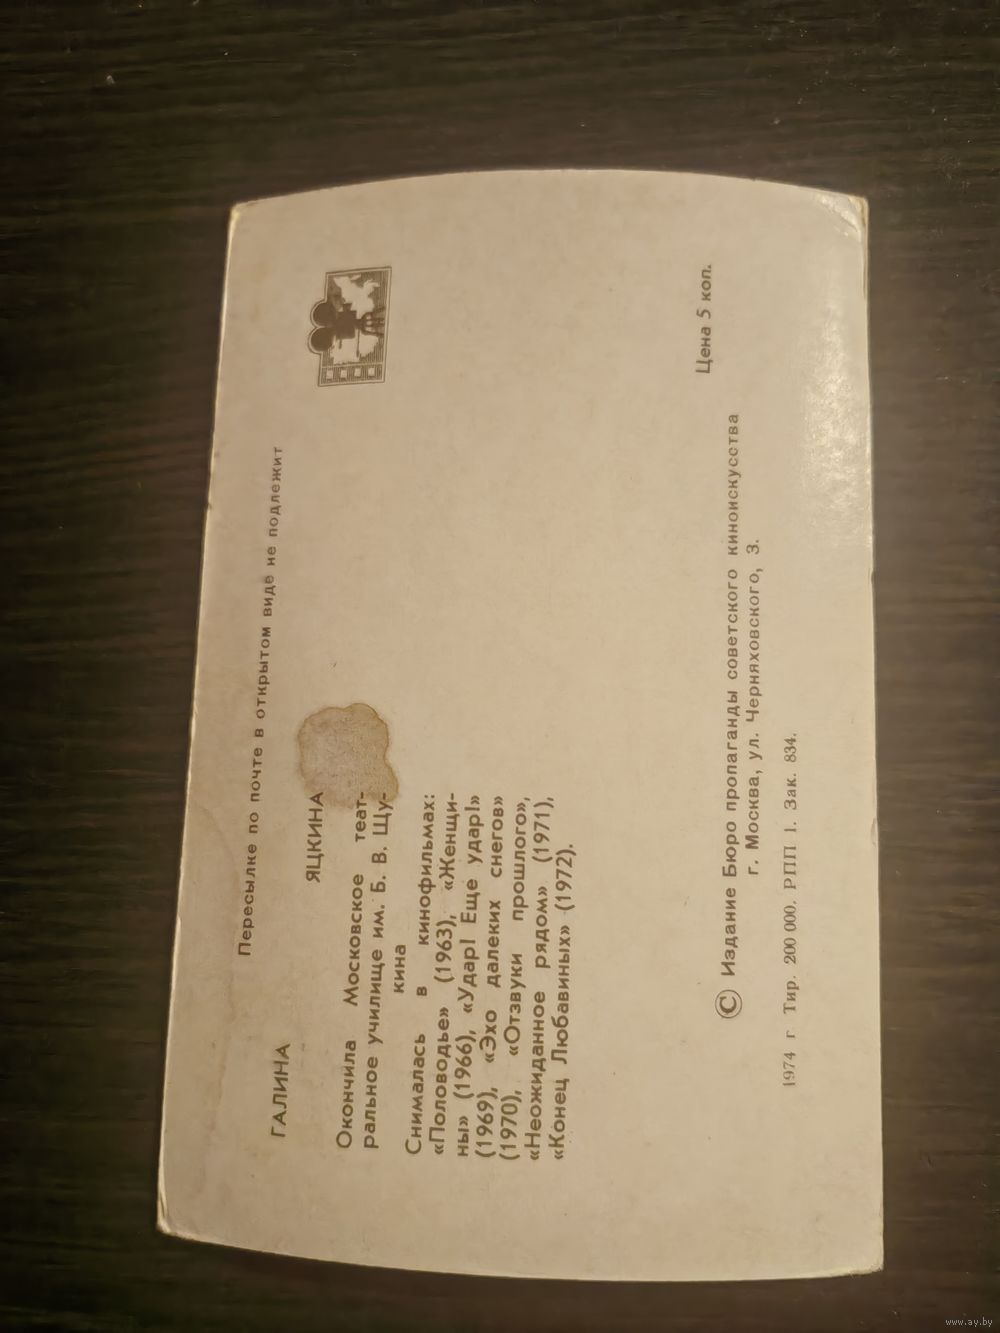 Пересылке по почте в открытом виде не подлежит
ГАЛИНА
ЯЦКИНА
Окончила Московское теат-
ральное училище им. Б. В. Щу-
кина
Снималась в кинофильмах:
«Половодье» (1963), «Женщи-
ны» (1966), «Удар! Еще удар!»
(1969), «Эхо далеких снегов»
(1970), «Отзвуки прошлого»,
«Неожиданное рядом» (1971),
«Конец Любавиных» (1972).
Цена 5 коп.
© Издание Бюро пропаганды советского киноискусства
г. Москва, ул. Черняховского, 3.
1974 г Тир. 200 000. РПП 1. Зак. 834.
www.ay.by